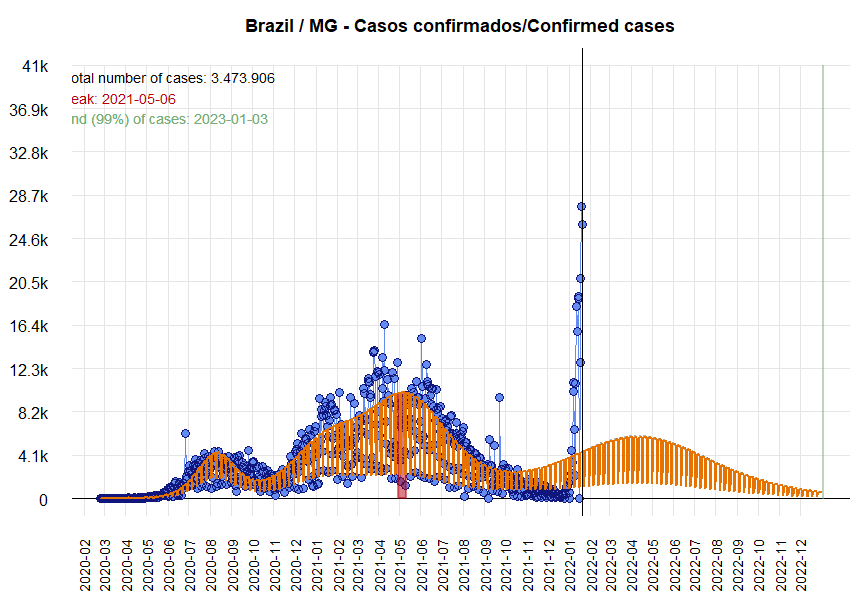 Brazil / MG - Casos confirmados/Confirmed cases
41k
otal number of cases: 3.473.906
eak: 2021-05-06
36.9k
nd (99%) of cases: 2023-01-03
32.8k
28.7k
24.6k
20.5k
16.4k
12.3k
8.2k
4.1k
0
2020-02
2020-03
2020-04
2020-05
2020-06
2020-07
2020-08
2020-09
2020-10
2020-11
2020-12
2021-01
2021-02
2021-03
2021-04
2021-05
2021-06
2021-07
2021-08
2021-09
2021-10
2021-11
2021-12
2022-01
2022-02
2022-03
2022-04
2022-05
2022-06
2022-07
2022-08
2022-09
2022-10
2022-11
2022-12